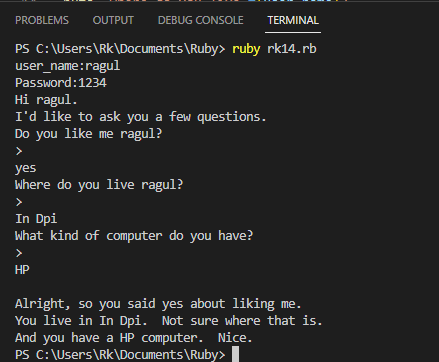 PROBLEMS OUTPUT DEBUG CONSOLE TERMINAL
PS C:\Users\Rk\Documents\Ruby> ruby rk14.rb
user_name:ragul
Password:1234
Hi ragul.
I'd like to ask you a few questions.
Do you like me ragul?
>
yes
Where do you live ragul?
>
In Dpi
What kind of computer do you have?
>
HP

Alright, so you said yes about liking me.
You live in In Dpi.  Not sure where that is.
And you have a HP computer.  Nice.
PS C:\Users\Rk\Documents\Ruby>